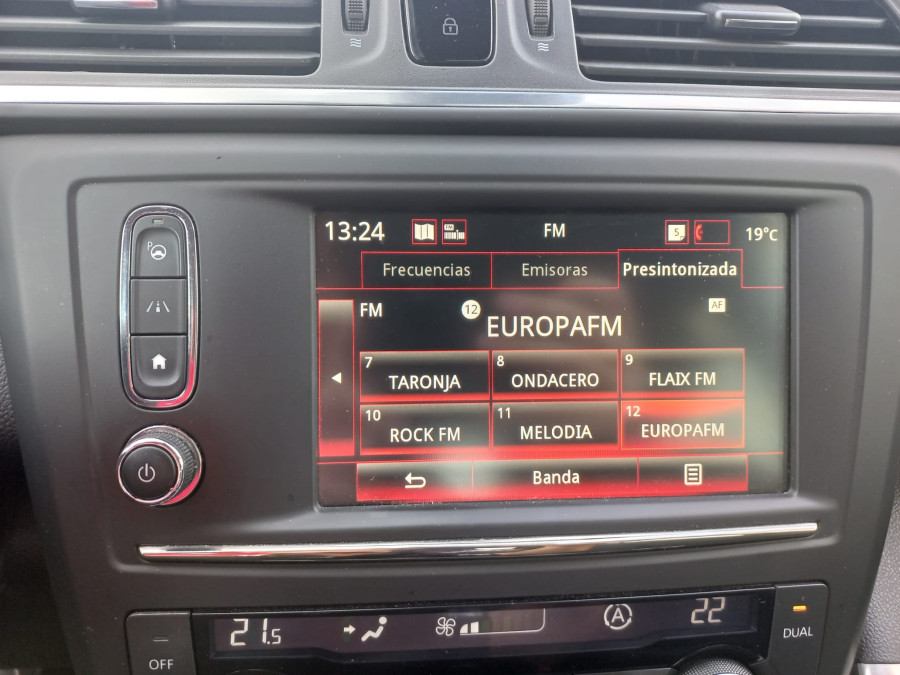 13:24 FM 5 19°C
Frecuencias Emisoras Presintonizada
FM 12 AF
EUROPAFM
7 TARONJA 8 ONDACERO 9 FLAIX FM
10 ROCK FM 11 MELODIA 12 EUROPAFM
Banda
P
21.5 A 22
OFF DUAL